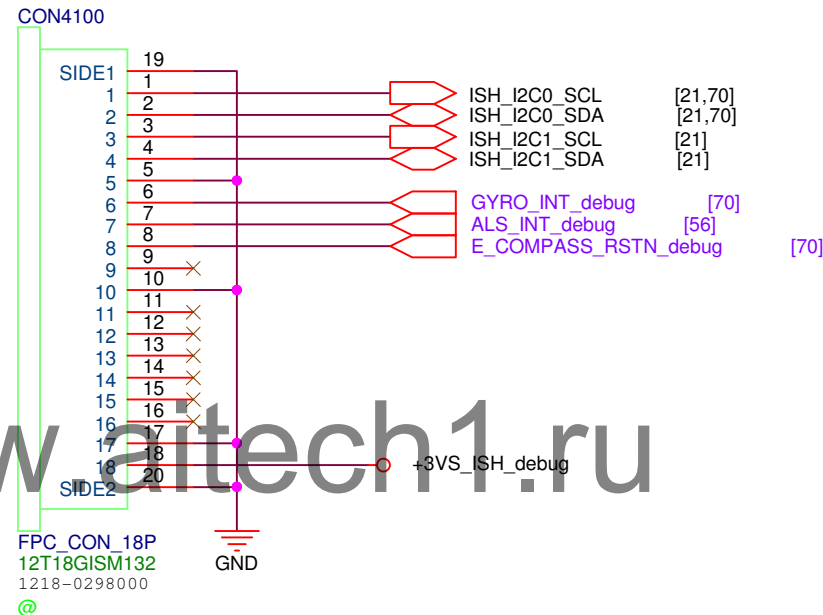 CON4100
19
SIDE1
1
1
ISH_I2C0_SCL [21,70]
2
2
ISH_I2C0_SDA [21,70]
3
3
ISH_I2C1_SCL [21]
4
4
ISH_I2C1_SDA [21]
5
5
6
6
GYRO_INT_debug [70]
7
7
ALS_INT_debug [56]
8
8
E_COMPASS_RSTN_debug [70]
9
9
10
10
11
11
12
12
13
13
14
14
15
15
16
16
17
17
18
18
+3VS_ISH_debug
20
SIDE2
w.aitech1.ru
FPC_CON_18P
GND
12T18GISM132
1218-0298000
@